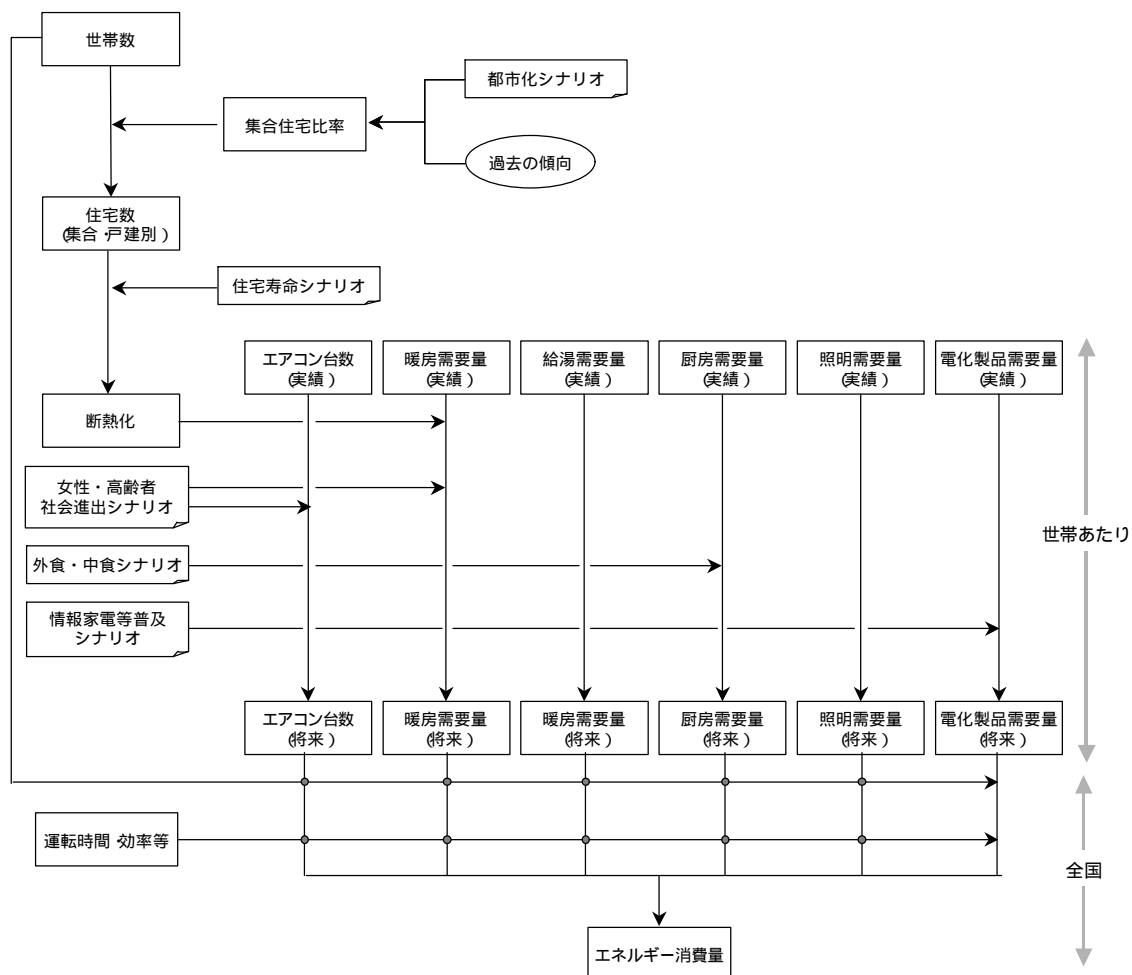 世帯数
都市化シナリオ
集合住宅比率
過去の傾向
住宅数
(集合・戸建別)
住宅寿命シナリオ
エアコン台数
(実績)
暖房需要量
(実績)
給湯需要量
(実績)
厨房需要量
(実績)
照明需要量
(実績)
電化製品需要量
(実績)
断熱化
女性・高齢者
社会進出シナリオ
世帯あたり
外食・中食シナリオ
情報家電等普及
シナリオ
エアコン台数
(将来)
暖房需要量
(将来)
暖房需要量
(将来)
厨房需要量
(将来)
照明需要量
(将来)
電化製品需要量
(将来)
運転時間・効率等
全国
エネルギー消費量